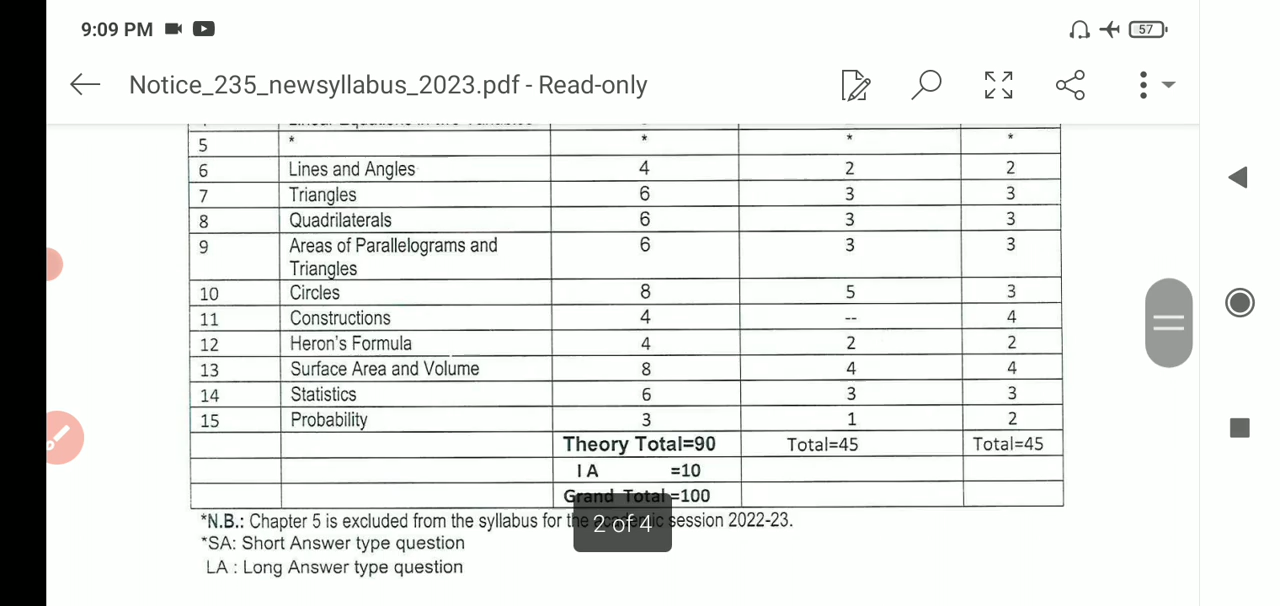 9:09 PM
57
Notice_235_newsyllabus_2023.pdf - Read-only
5 * * * *
6 Lines and Angles 4 2 2
7 Triangles 6 3 3
8 Quadrilaterals 6 3 3
9 Areas of Parallelograms and 6 3 3
Triangles
10 Circles 8 5 3
11 Constructions 4 -- 4
12 Heron's Formula 4 2 2
13 Surface Area and Volume 8 4 4
14 Statistics 6 3 3
15 Probability 3 1 2
Theory Total=90 Total=45 Total=45
I A =10
Grand Total =100
*N.B.: Chapter 5 is excluded from the syllabus for the academic session 2022-23.
2 of 4
*SA: Short Answer type question
LA : Long Answer type question